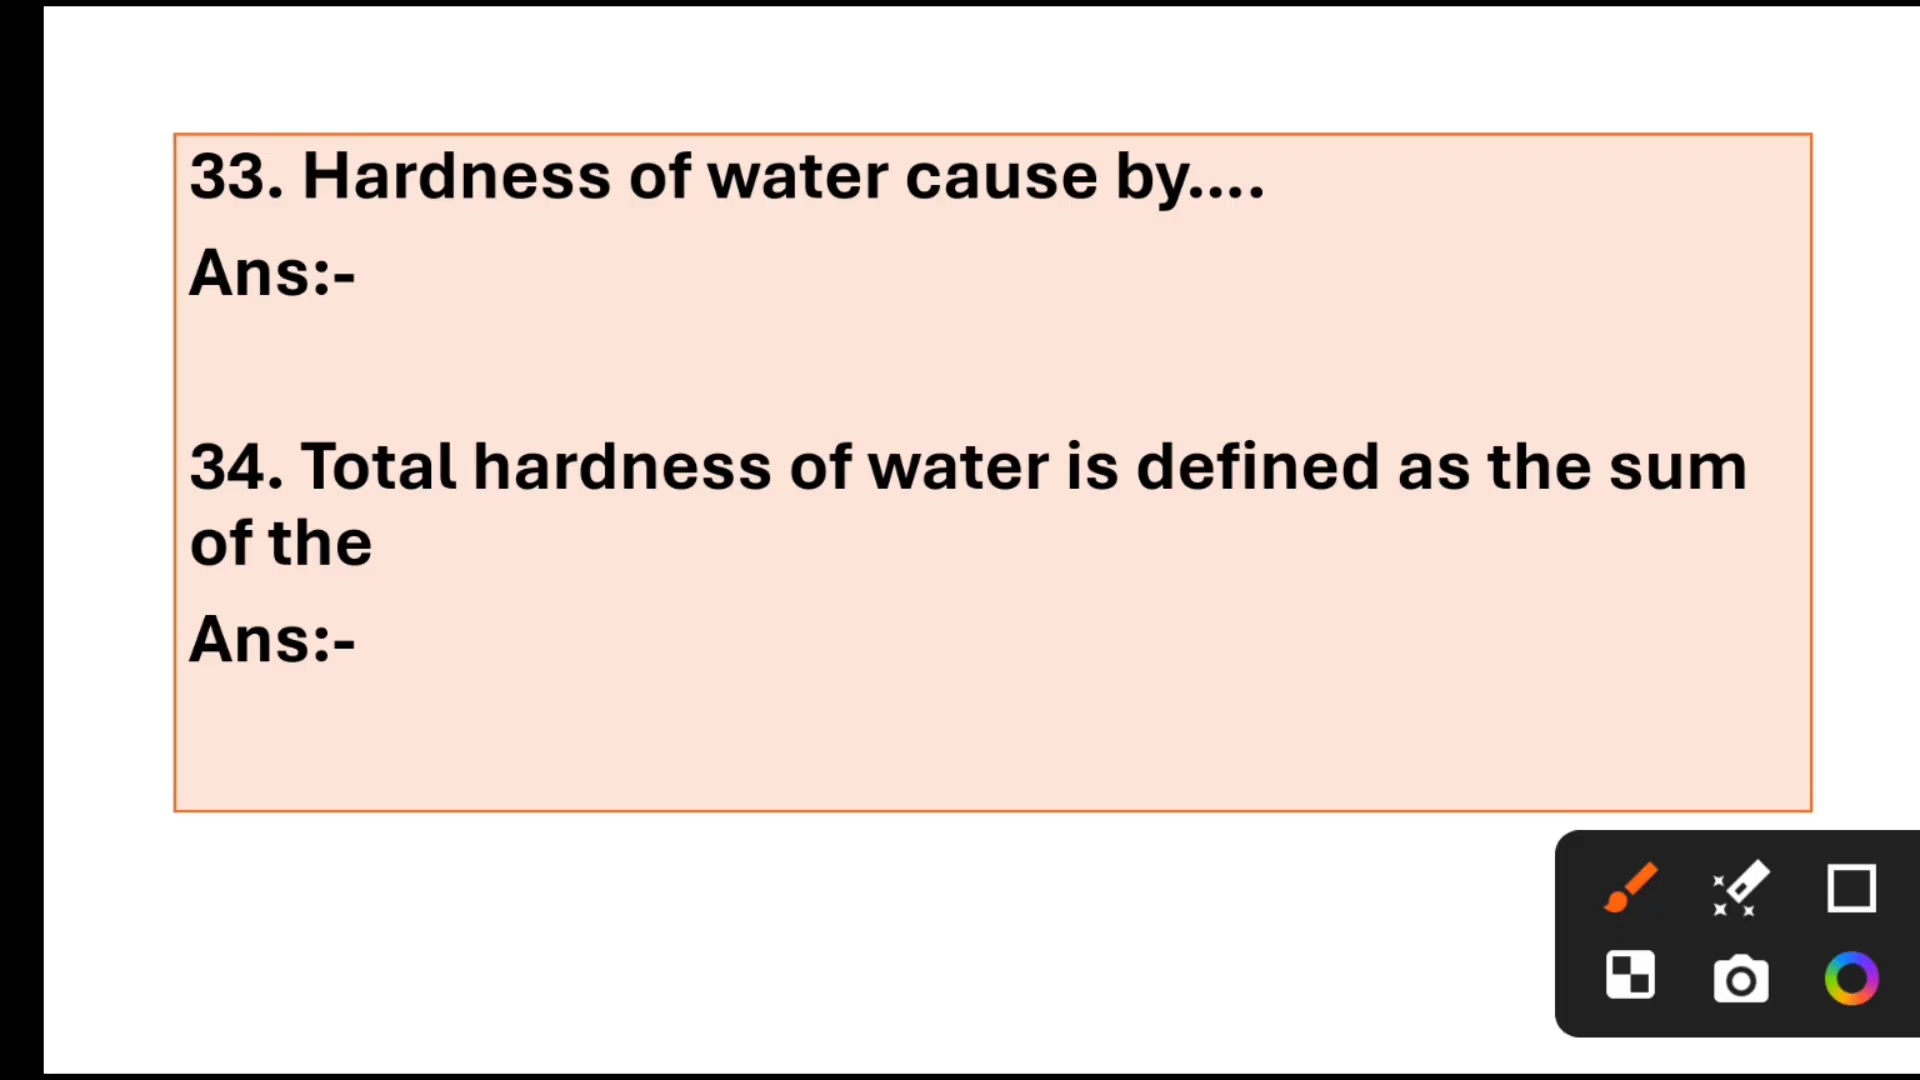 33. Hardness of water cause by....
Ans:-
34. Total hardness of water is defined as the sum
of the
Ans:-